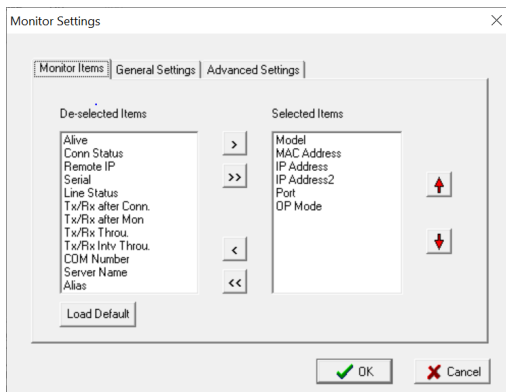 Monitor Settings
Monitor Items General Settings Advanced Settings
De-selected Items
Alive
Conn Status
Remote IP
Serial
Line Status
Tx/Rx after Conn.
Tx/Rx after Mon
Tx/Rx Throu.
Tx/Rx Intv Throu.
COM Number
Server Name
Alias
>
>>
<
<<
Selected Items
Model
MAC Address
IP Address
IP Address2
Port
OP Mode
Load Default
OK Cancel